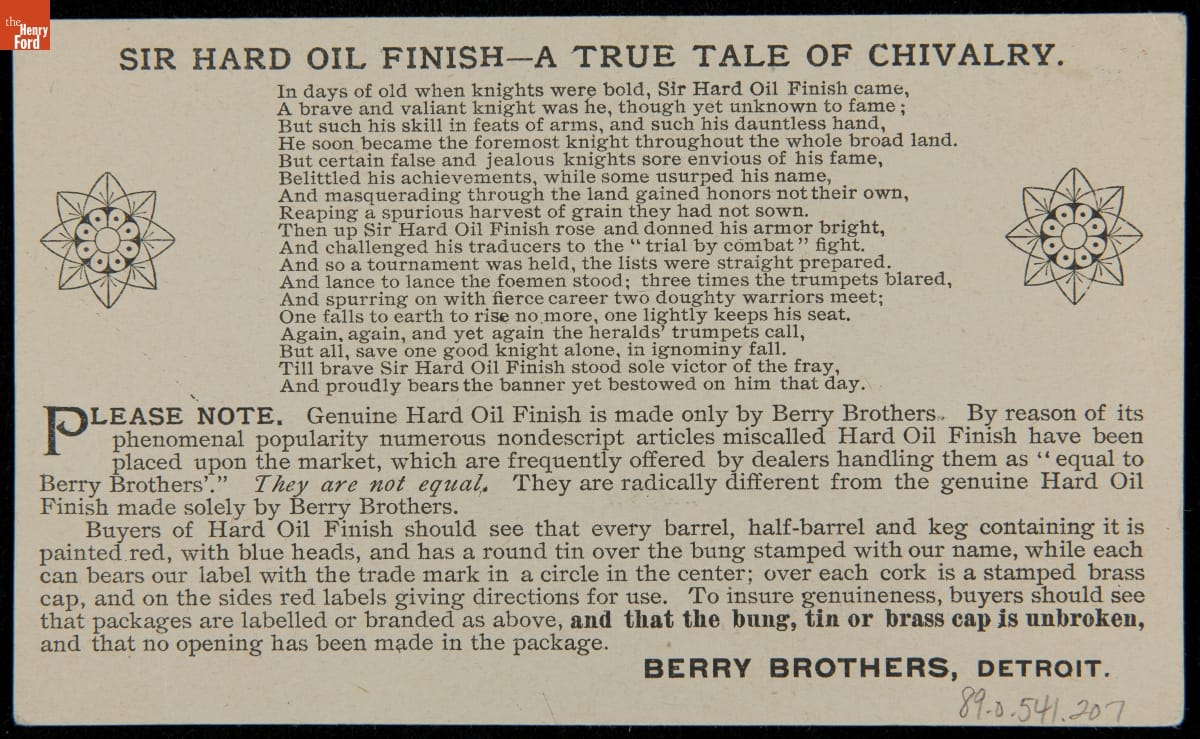 the
Henry
Ford
SIR HARD OIL FINISH—A TRUE TALE OF CHIVALRY.
In days of old when knights were bold, Sir Hard Oil Finish came,
A brave and valiant knight was he, though yet unknown to fame;
But such his skill in feats of arms, and such his dauntless hand,
He soon became the foremost knight throughout the whole broad land.
But certain false and jealous knights sore envious of his fame,
Belittled his achievements, while some usurped his name,
And masquerading through the land gained honors not their own,
Reaping a spurious harvest of grain they had not sown.
Then up Sir Hard Oil Finish rose and donned his armor bright,
And challenged his traducers to the "trial by combat" fight.
And so a tournament was held, the lists were straight prepared.
And lance to lance the foemen stood; three times the trumpets blared,
And spurring on with fierce career two doughty warriors meet;
One falls to earth to rise no more, one lightly keeps his seat.
Again, again, and yet again the heralds' trumpets call,
But all, save one good knight alone, in ignominy fall.
Till brave Sir Hard Oil Finish stood sole victor of the fray,
And proudly bears the banner yet bestowed on him that day.
PLEASE NOTE. Genuine Hard Oil Finish is made only by Berry Brothers. By reason of its
phenomenal popularity numerous nondescript articles miscalled Hard Oil Finish have been
placed upon the market, which are frequently offered by dealers handling them as "equal to
Berry Brothers'." They are not equal. They are radically different from the genuine Hard Oil
Finish made solely by Berry Brothers.
Buyers of Hard Oil Finish should see that every barrel, half-barrel and keg containing it is
painted red, with blue heads, and has a round tin over the bung stamped with our name, while each
can bears our label with the trade mark in a circle in the center; over each cork is a stamped brass
cap, and on the sides red labels giving directions for use. To insure genuineness, buyers should see
that packages are labelled or branded as above, and that the bung, tin or brass cap is unbroken,
and that no opening has been made in the package.
BERRY BROTHERS, DETROIT.
89.0.541.207